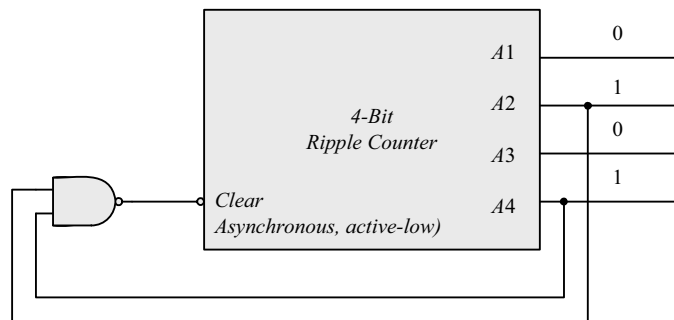 A1
0
A2
1
4-Bit
Ripple Counter
A3
0
A4
1
Clear
Asynchronous, active-low)